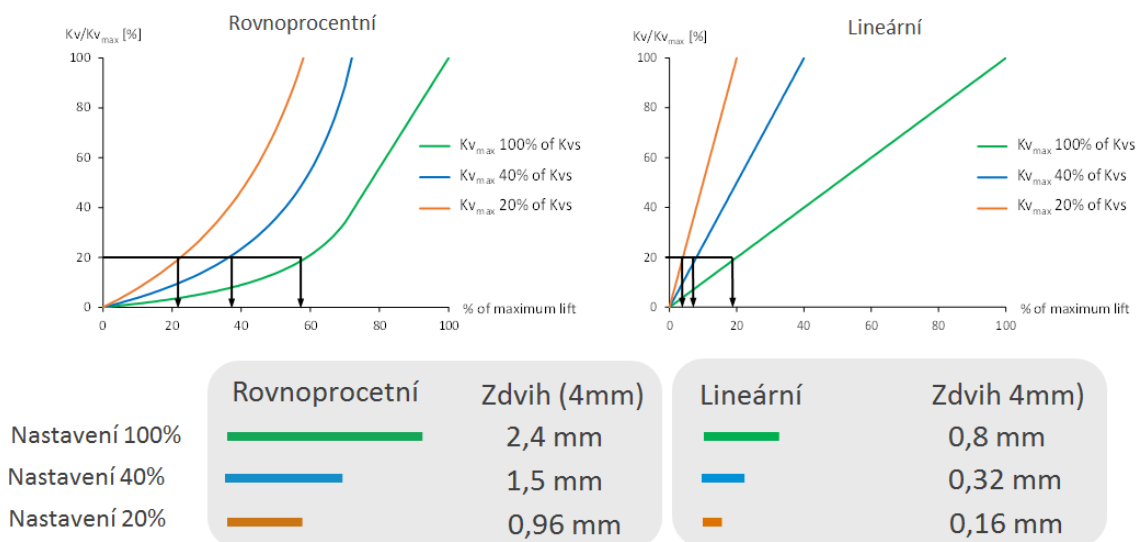 Rovnoprocentní
Kv/Kvmax [%]
100
80
60
40
20
0
0 20 40 60 80 100
% of maximum lift
Kvmax 100% of Kvs
Kvmax 40% of Kvs
Kvmax 20% of Kvs
Lineární
Kv/Kvmax [%]
100
80
60
40
20
0
0 20 40 60 80 100
% of maximum lift
Kvmax 100% of Kvs
Kvmax 40% of Kvs
Kvmax 20% of Kvs
Rovnoprocetní Zdvih (4mm) Lineární Zdvih 4mm)
Nastavení 100% 2,4 mm 0,8 mm
Nastavení 40% 1,5 mm 0,32 mm
Nastavení 20% 0,96 mm 0,16 mm